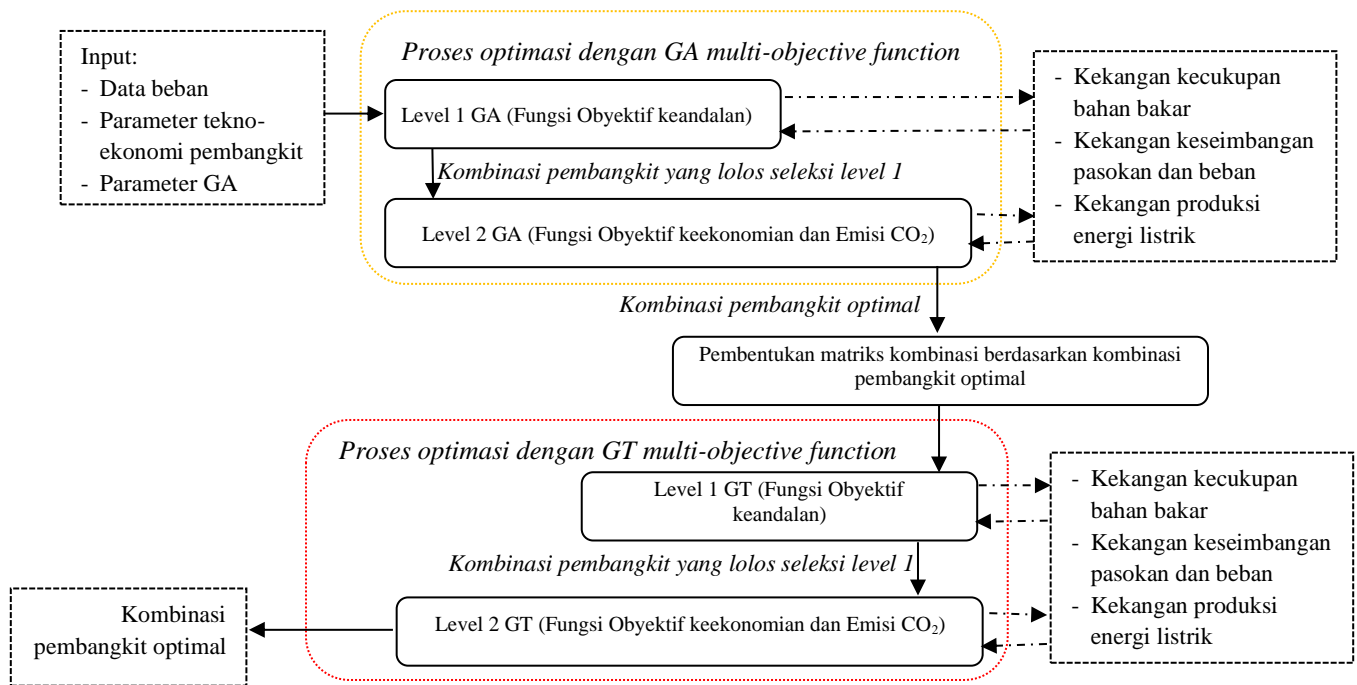 Input:
- Data beban
- Parameter tekno-
ekonomi pembangkit
- Parameter GA
Proses optimasi dengan GA multi-objective function
Level 1 GA (Fungsi Obyektif keandalan)
Kombinasi pembangkit yang lolos seleksi level 1
Level 2 GA (Fungsi Obyektif keekonomian dan Emisi CO₂)
- Kekangan kecukupan
bahan bakar
- Kekangan keseimbangan
pasokan dan beban
- Kekangan produksi
energi listrik
Kombinasi pembangkit optimal
Pembentukan matriks kombinasi berdasarkan kombinasi
pembangkit optimal
Proses optimasi dengan GT multi-objective function
Level 1 GT (Fungsi Obyektif
keandalan)
Kombinasi pembangkit yang lolos seleksi level 1
Level 2 GT (Fungsi Obyektif keekonomian dan Emisi CO₂)
- Kekangan kecukupan
bahan bakar
- Kekangan keseimbangan
pasokan dan beban
- Kekangan produksi
energi listrik
Kombinasi
pembangkit optimal